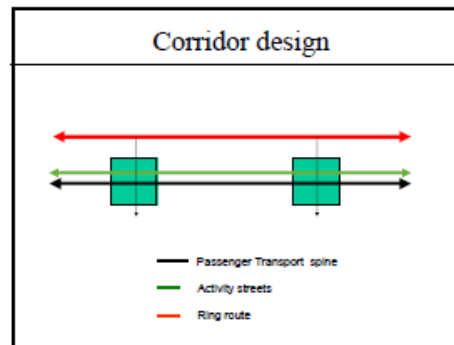 Corridor design
Passenger Transport spine
Activity streets
Ring route